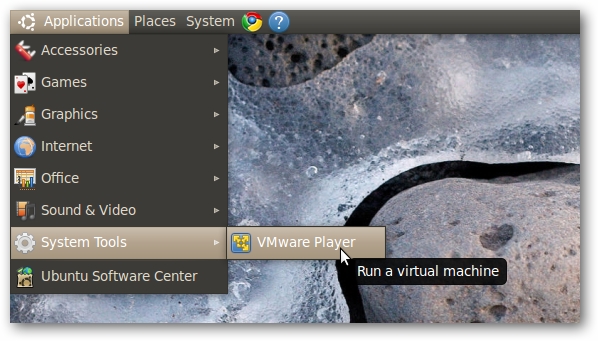 Applications Places System
Accessories
Games
Graphics
Internet
Office
Sound & Video
System Tools
VMware Player
Run a virtual machine
Ubuntu Software Center